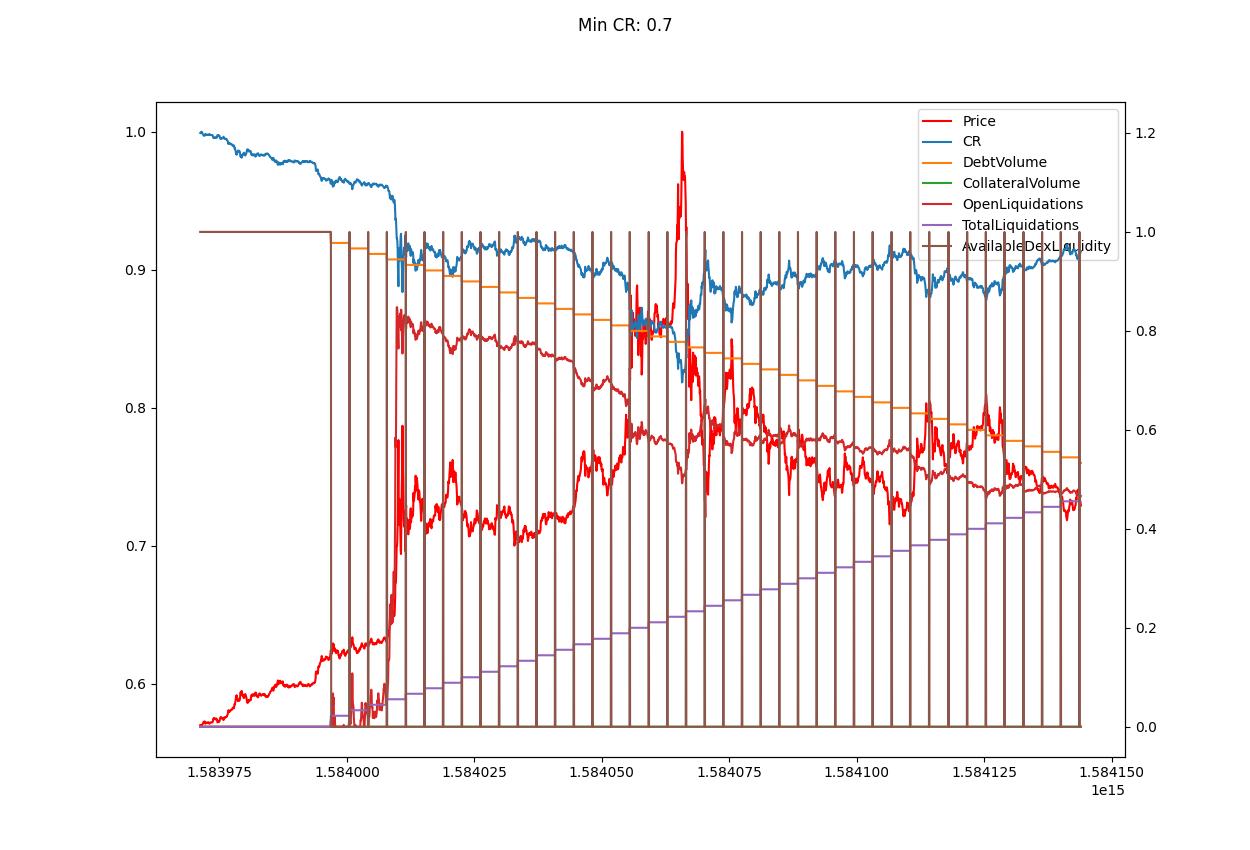 Min CR: 0.7
1.0
0.9
0.8
0.7
0.6
1.2
1.0
0.8
0.6
0.4
0.2
0.0
Price
CR
DebtVolume
CollateralVolume
OpenLiquidations
TotalLiquidations
AvailableDexLiquidity
1.583975 1.584000 1.584025 1.584050 1.584075 1.584100 1.584125 1.584150
1e15